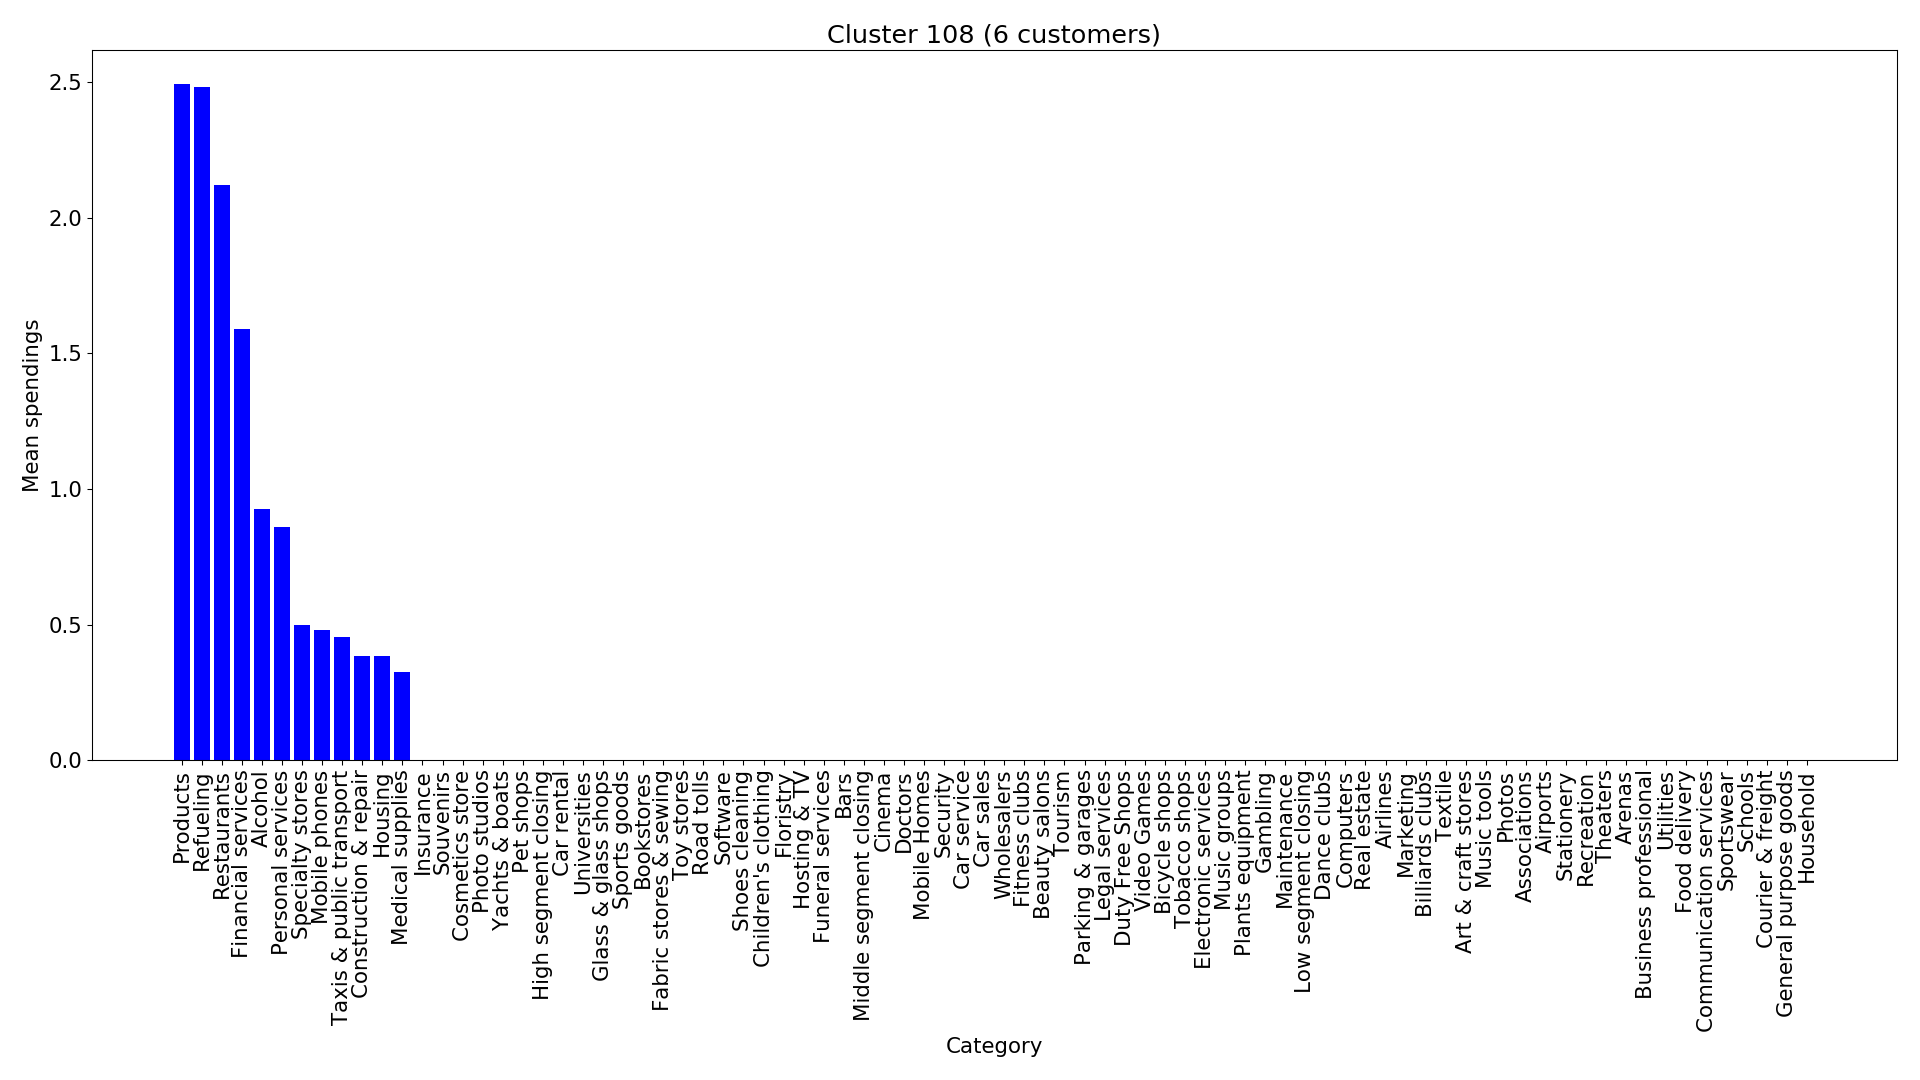 Cluster 108 (6 customers)
2.5
2.0
1.5
1.0
0.5
0.0
Mean spendings
Products
Refueling
Restaurants
Financial services
Alcohol
Personal services
Specialty stores
Mobile phones
Taxis & public transport
Construction & repair
Housing
Medical supplies
Insurance
Souvenirs
Cosmetics store
Photo studios
Yachts & boats
Pet shops
High segment closing
Car rental
Universities
Glass & glass shops
Sports goods
Bookstores
Fabric stores & sewing
Toy stores
Road tolls
Software
Shoes cleaning
Children's clothing
Floristry
Hosting & TV
Funeral services
Bars
Middle segment closing
Cinema
Doctors
Mobile Homes
Security
Car service
Car sales
Wholesalers
Fitness clubs
Beauty salons
Tourism
Parking & garages
Legal services
Duty Free Shops
Video Games
Bicycle shops
Tobacco shops
Electronic services
Music groups
Plants equipment
Gambling
Maintenance
Low segment closing
Dance clubs
Computers
Real estate
Airlines
Marketing
Billiards clubs
Textile
Art & craft stores
Music tools
Photos
Associations
Airports
Stationery
Recreation
Theaters
Arenas
Business professional
Utilities
Food delivery
Communication services
Sportswear
Schools
Courier & freight
General purpose goods
Household
Category